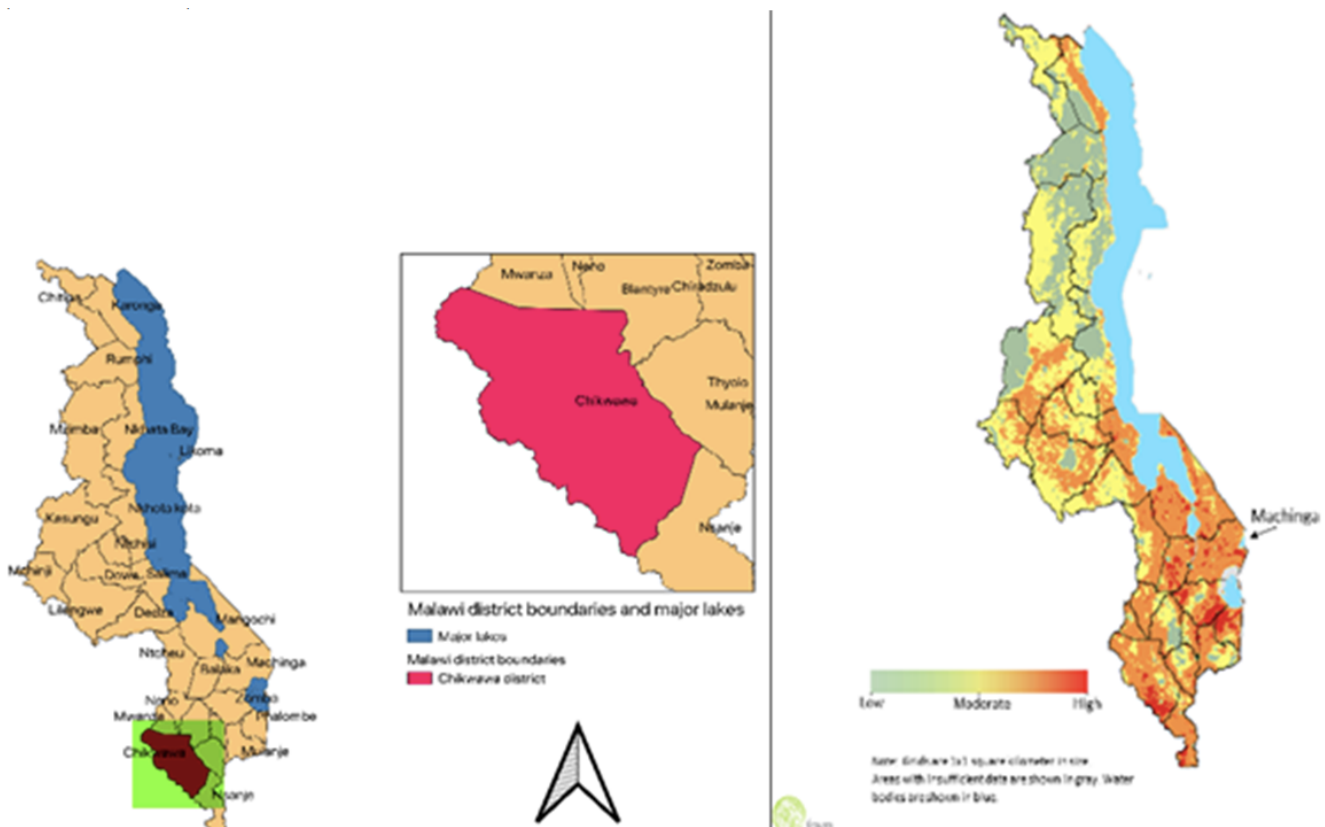 Chitipa
Karonga
Rumphi
Mzimba
Nkhata Bay
Likoma
Nkhota kota
Kasungu
Ntchisi
Mchinji
Dowa
Salima
Lilongwe
Dedza
Mangochi
Ntcheu
Balaka
Machinga
Neno
Zomba
Mwanza
Phalombe
Chikwawa
Mulanje
Nsanje
Mwanza
Neno
Zomba
Blantyre
Chiradzulu
Thyolo
Mulanje
Chikwawa
Nsanje
Malawi district boundaries and major lakes
Major lakes
Malawi district boundaries
Chikwawa district
Machinga
Low
Moderate
High
Note: Grids are 1x1 square kilometer in size.
Areas with insufficient data are shown in gray. Water
bodies are shown in blue.